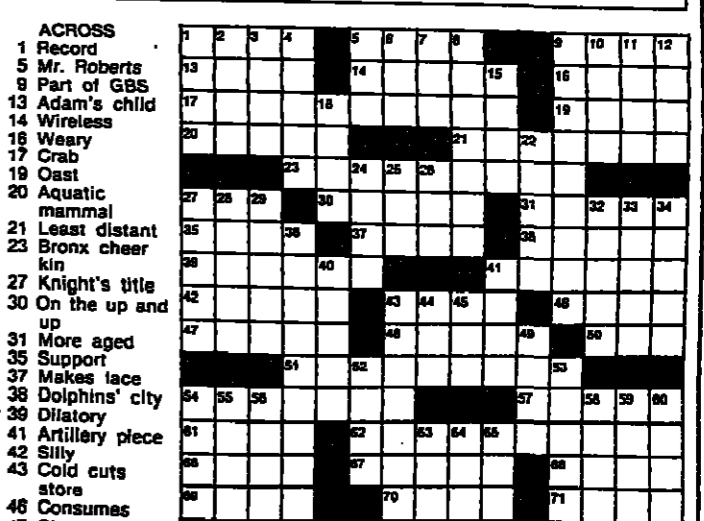 ACROSS
1 Record
5 Mr. Roberts
9 Part of GBS
13 Adam's child
14 Wireless
16 Weary
17 Crab
19 Oast
20 Aquatic
mammal
21 Least distant
23 Bronx cheer
kin
27 Knight's title
30 On the up and
up
31 More aged
35 Support
37 Makes lace
38 Dolphins' city
39 Dilatory
41 Artillery piece
42 Silly
43 Cold cuts
store
46 Consumes
1 2 3 4 5 6 7 8 9 10 11 12
13 14 15 16
17 18 19
20 21 22
23 24 25 26
27 28 29 30 31 32 33 34
35 36 37 38
39 40 41
42 43 44 45 46
47 48 49 50
51 52 53
54 55 56 57 58 59 60
61 62 63 64 65
66 67 68
69 70 71